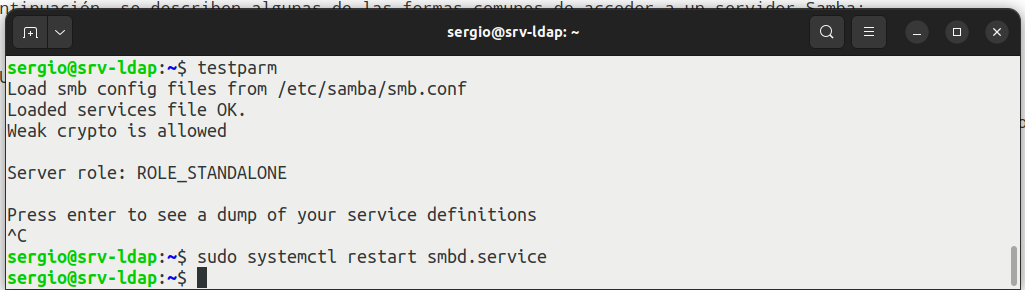 ntinuación, se describen algunas de las formas comunes de acceder a un servidor Samba:
sergio@srv-ldap: ~
sergio@srv-ldap:~$ testparm
Load smb config files from /etc/samba/smb.conf
Loaded services file OK.
Weak crypto is allowed
Server role: ROLE_STANDALONE
Press enter to see a dump of your service definitions
^C
sergio@srv-ldap:~$ sudo systemctl restart smbd.service
sergio@srv-ldap:~$